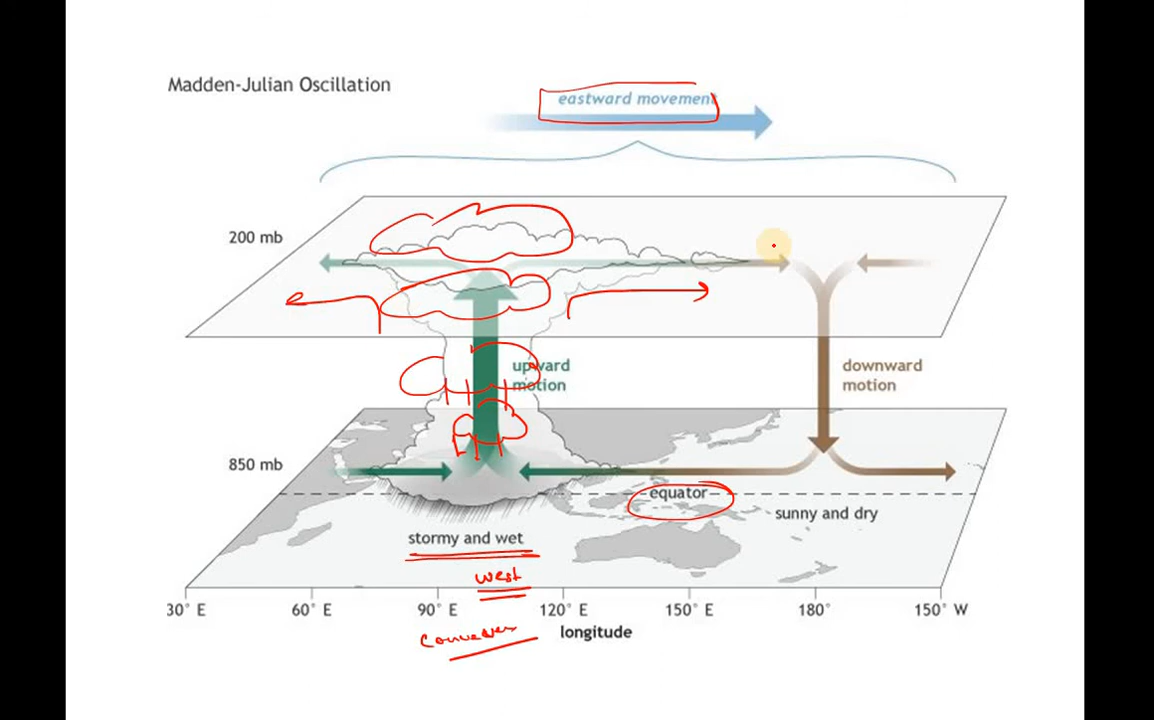 Madden-Julian Oscillation
eastward movement
200 mb
upward motion
downward motion
850 mb
equator
sunny and dry
stormy and wet
west
30° E 60° E 90° E 120° E 150° E 180° 150° W
longitude